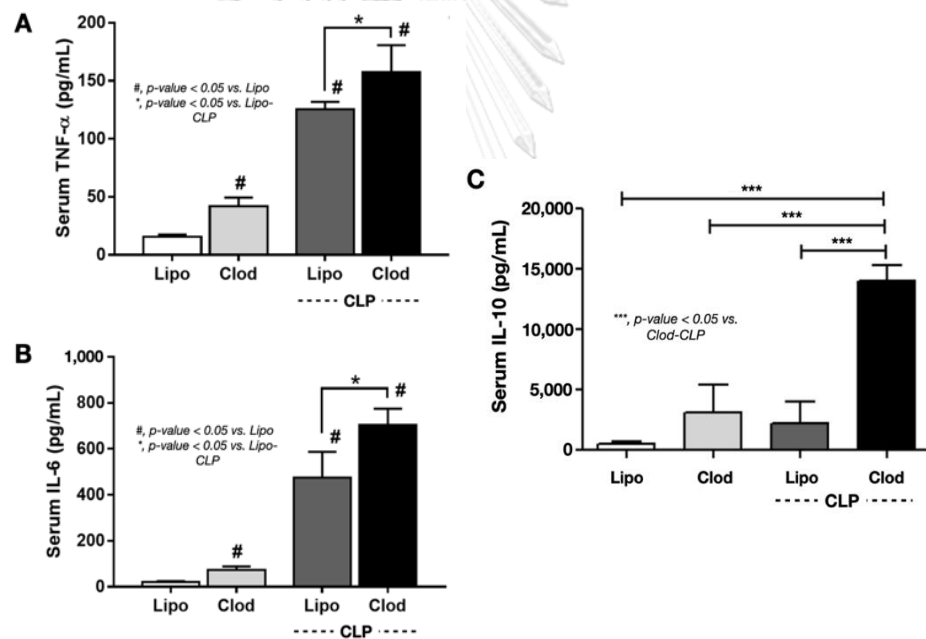 A
Serum TNF-α (pg/mL)
200
150
100
50
0
#, p-value < 0.05 vs. Lipo
*, p-value < 0.05 vs. Lipo-
CLP
#
#
*
#
Lipo
Clod
Lipo
Clod
CLP
B
Serum IL-6 (pg/mL)
1,000
800
600
400
200
0
#, p-value < 0.05 vs. Lipo
*, p-value < 0.05 vs. Lipo-
CLP
#
#
*
#
Lipo
Clod
Lipo
Clod
CLP
C
Serum IL-10 (pg/mL)
20,000
15,000
10,000
5,000
0
***
***
***
***, p-value < 0.05 vs.
Clod-CLP
Lipo
Clod
Lipo
Clod
CLP